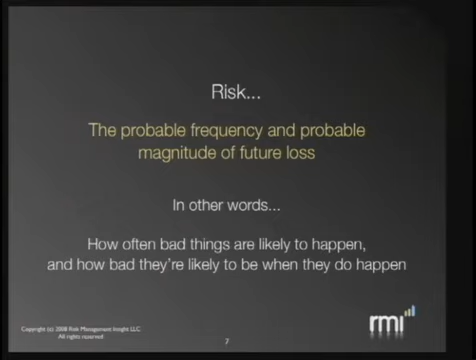 Risk...
The probable frequency and probable
magnitude of future loss
In other words...
How often bad things are likely to happen,
and how bad they're likely to be when they do happen
Copyright (c) 2008 Risk Management Insight LLC
All rights reserved
7
rmi